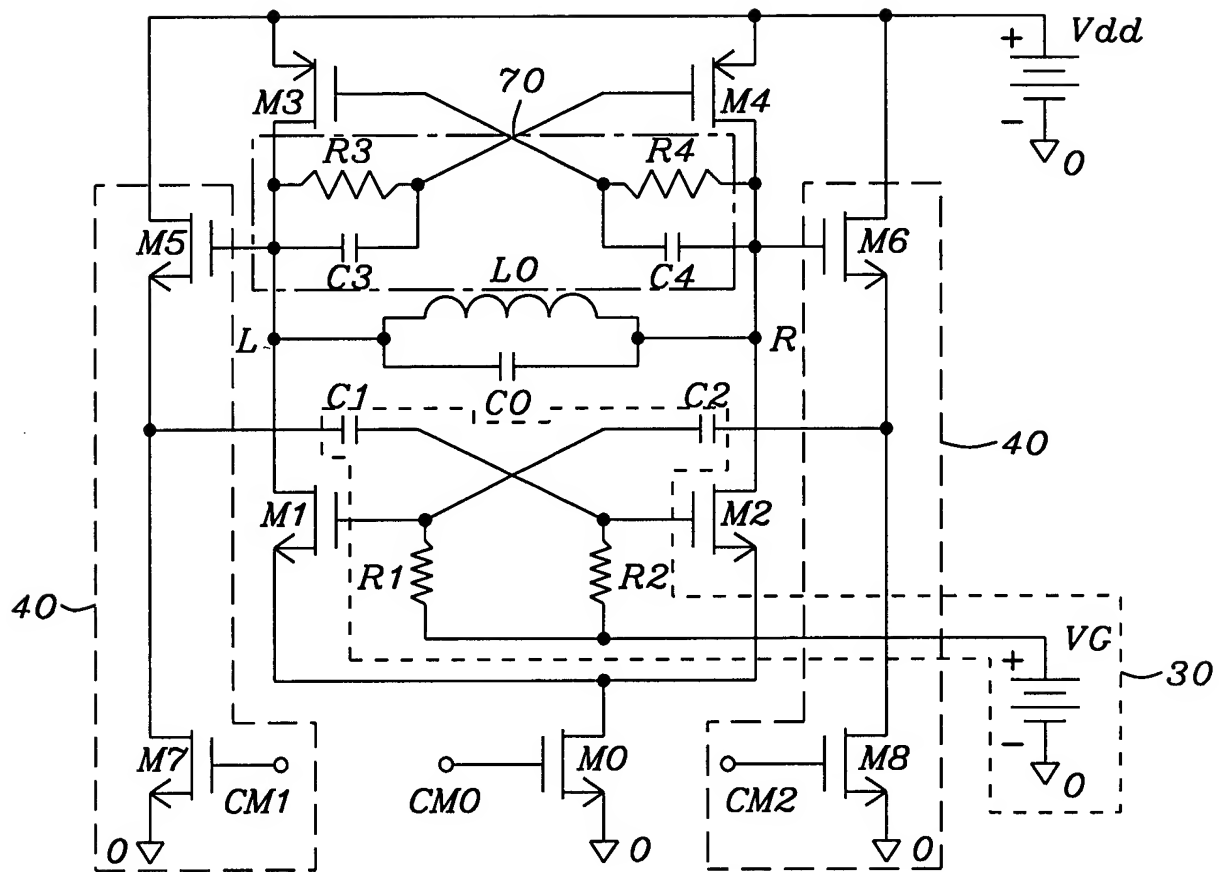 + Vdd
70
M3 M4
- 0
R3 R4
M5 M6
C3 L0 C4
L R
C1 C0 C2
40
M1 M2
R1 R2
40
VG
+ 30
M7 M0 M8 -
CM1 CM0 CM2 0
0 0 0